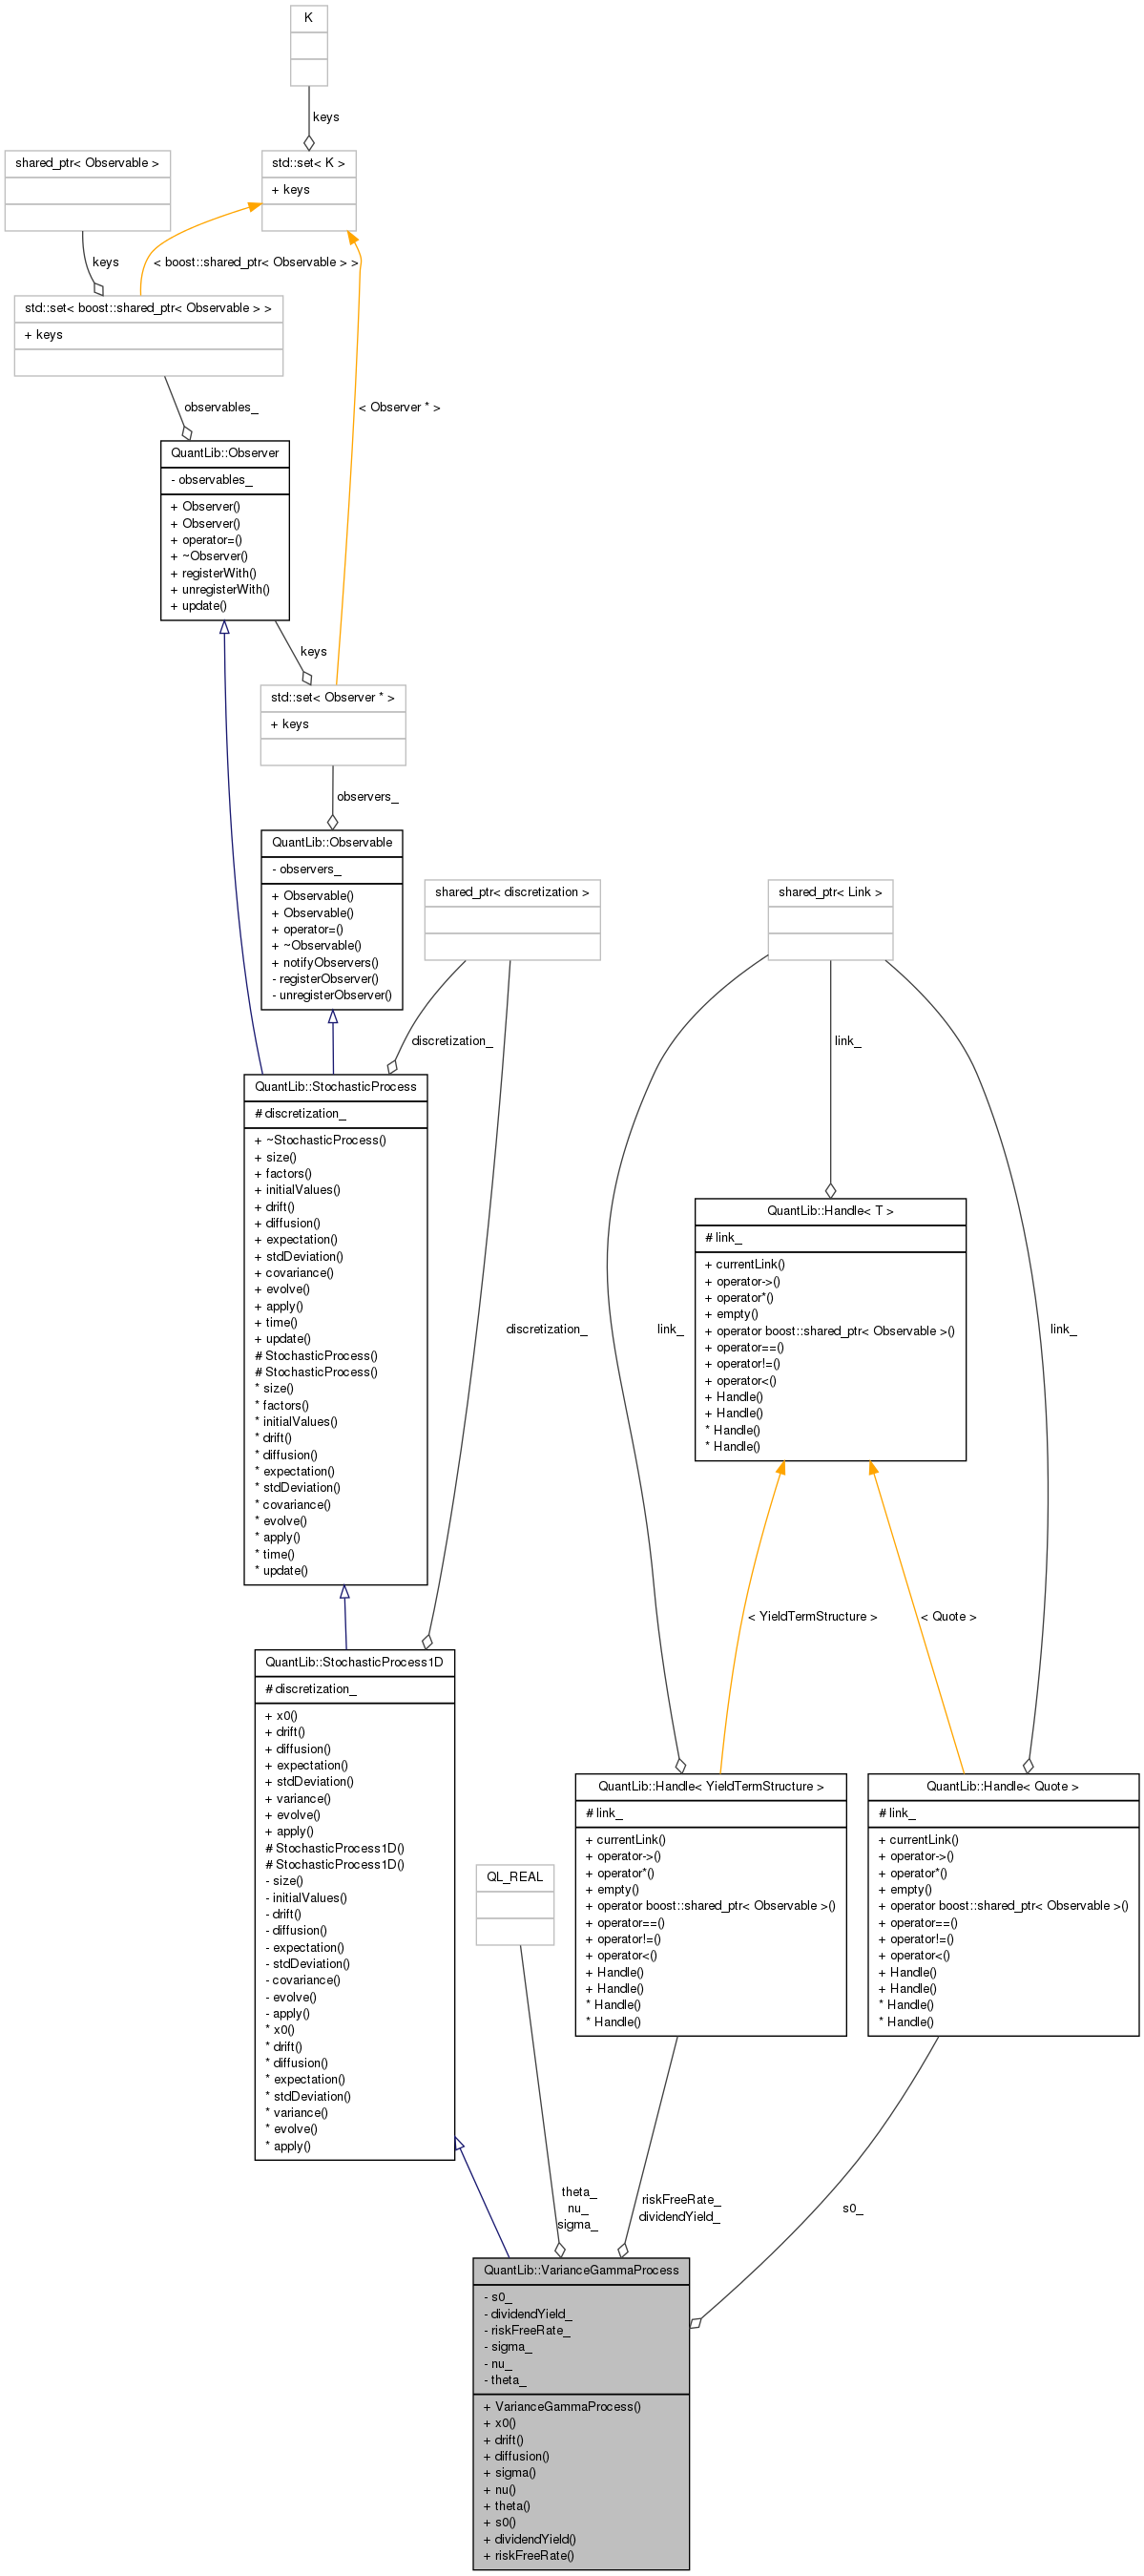 K
keys
shared_ptr< Observable >
std::set< K >
+ keys
keys
< boost::shared_ptr< Observable > >
std::set< boost::shared_ptr< Observable > >
+ keys
observables_
< Observer * >
QuantLib::Observer
- observables_
+ Observer()
+ Observer()
+ operator=()
+ ~Observer()
+ registerWith()
+ unregisterWith()
+ update()
keys
std::set< Observer * >
+ keys
observers_
QuantLib::Observable
- observers_
+ Observable()
+ Observable()
+ operator=()
+ ~Observable()
+ notifyObservers()
- registerObserver()
- unregisterObserver()
shared_ptr< discretization >
shared_ptr< Link >
discretization_
link_
QuantLib::StochasticProcess
# discretization_
+ ~StochasticProcess()
+ size()
+ factors()
+ initialValues()
+ drift()
+ diffusion()
+ expectation()
+ stdDeviation()
+ covariance()
+ evolve()
+ apply()
+ time()
+ update()
# StochasticProcess()
# StochasticProcess()
* size()
* factors()
* initialValues()
* drift()
* diffusion()
* expectation()
* stdDeviation()
* covariance()
* evolve()
* apply()
* time()
* update()
discretization_
link_
QuantLib::Handle< T >
# link_
+ currentLink()
+ operator->()
+ operator*()
+ empty()
+ operator boost::shared_ptr< Observable >()
+ operator==()
+ operator!=()
+ operator<()
+ Handle()
+ Handle()
* Handle()
* Handle()
link_
< YieldTermStructure >
< Quote >
QuantLib::StochasticProcess1D
# discretization_
+ x0()
+ drift()
+ diffusion()
+ expectation()
+ stdDeviation()
+ variance()
+ evolve()
+ apply()
# StochasticProcess1D()
# StochasticProcess1D()
- size()
- initialValues()
- drift()
- diffusion()
- expectation()
- stdDeviation()
- covariance()
- evolve()
- apply()
* x0()
* drift()
* diffusion()
* expectation()
* stdDeviation()
* variance()
* evolve()
* apply()
QL_REAL
QuantLib::Handle< YieldTermStructure >
# link_
+ currentLink()
+ operator->()
+ operator*()
+ empty()
+ operator boost::shared_ptr< Observable >()
+ operator==()
+ operator!=()
+ operator<()
+ Handle()
+ Handle()
* Handle()
* Handle()
QuantLib::Handle< Quote >
# link_
+ currentLink()
+ operator->()
+ operator*()
+ empty()
+ operator boost::shared_ptr< Observable >()
+ operator==()
+ operator!=()
+ operator<()
+ Handle()
+ Handle()
* Handle()
* Handle()
theta_
nu_
sigma_
riskFreeRate_
dividendYield_
s0_
QuantLib::VarianceGammaProcess
- s0_
- dividendYield_
- riskFreeRate_
- sigma_
- nu_
- theta_
+ VarianceGammaProcess()
+ x0()
+ drift()
+ diffusion()
+ sigma()
+ nu()
+ theta()
+ s0()
+ dividendYield()
+ riskFreeRate()